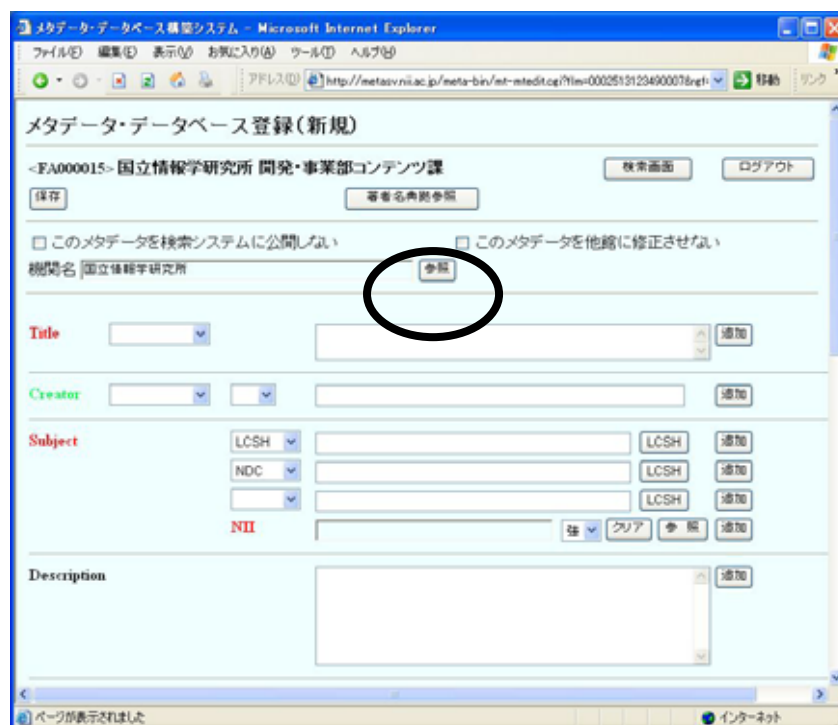 メタデータ・データベース構築システム - Microsoft Internet Explorer
ファイル(F) 編集(E) 表示(V) お気に入り(A) ツール(T) ヘルプ(H)
アドレス(D) 移動 リンク
メタデータ・データベース登録(新規)
<FA000015>国立情報学研究所 開発・事業部コンテンツ課 検索画面 ログアウト
保存 著者名典拠参照
このメタデータを検索システムに公開しない このメタデータを他館に修正させない
機関名 国立情報学研究所 参照
Title 追加
Creator 追加
Subject LCSH LCSH 追加
NDC LCSH 追加
LCSH 追加
NII 強 クリア 参 照 追加
Description 追加
ページが表示されました インターネット